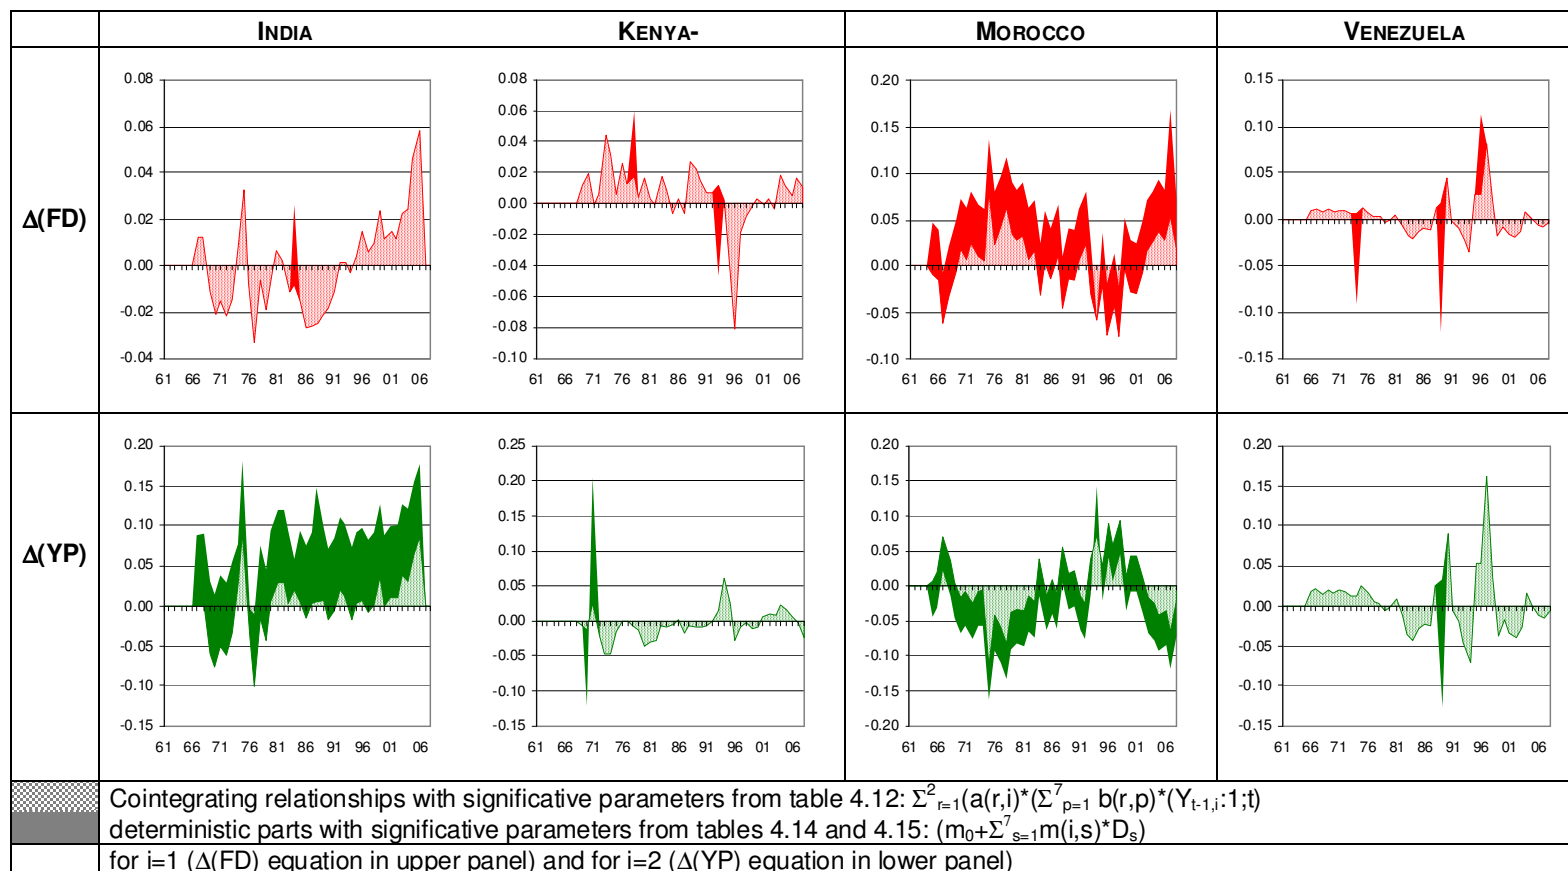 INDIA KENYA- MOROCCO VENEZUELA
Δ(FD)
0.08 0.06 0.04 0.02 0.00 -0.02 -0.04
61 66 71 76 81 86 91 96 01 06
0.08 0.06 0.04 0.02 0.00 -0.02 -0.04 -0.06 -0.08 -0.10
61 66 71 76 81 86 91 96 01 06
0.20 0.15 0.10 0.05 0.00 -0.05 -0.10
61 66 71 76 81 86 91 96 01 06
0.15 0.10 0.05 0.00 -0.05 -0.10 -0.15
61 66 71 76 81 86 91 96 01 06
Δ(YP)
0.20 0.15 0.10 0.05 0.00 -0.05 -0.10 -0.15
61 66 71 76 81 86 91 96 01 06
0.25 0.20 0.15 0.10 0.05 0.00 -0.05 -0.10 -0.15
61 66 71 76 81 86 91 96 01 06
0.20 0.15 0.10 0.05 0.00 -0.05 -0.10 -0.15 -0.20
61 66 71 76 81 86 91 96 01 06
0.20 0.15 0.10 0.05 0.00 -0.05 -0.10 -0.15
61 66 71 76 81 86 91 96 01 06
Cointegrating relationships with significative parameters from table 4.12: Σ²ᵣ₌₁(a(r,i)*(Σ⁷ₚ₌₁ b(r,p)*(Yₜ₋₁,ᵢ:1;t)
deterministic parts with significative parameters from tables 4.14 and 4.15: (m₀+Σ⁷ₛ₌₁m(i,s)*Dₛ)
for i=1 (Δ(FD) equation in upper panel) and for i=2 (Δ(YP) equation in lower panel)